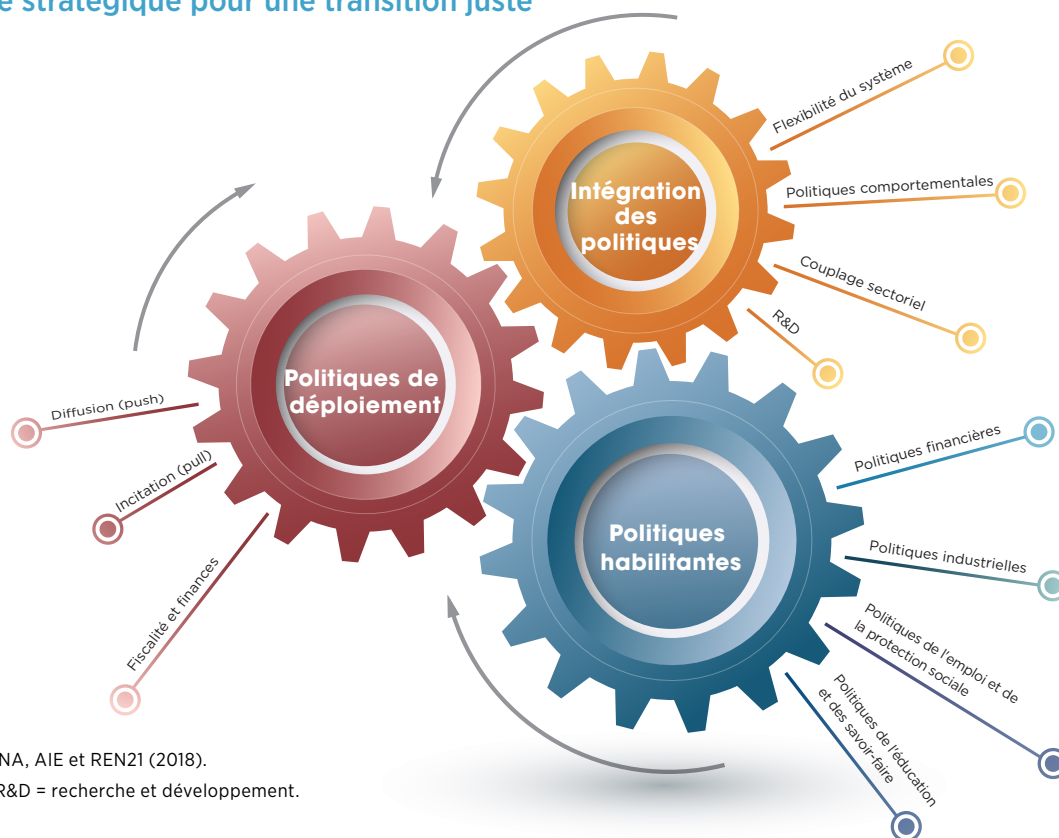 stratégique pour une transition juste
Intégration
des
politiques
Flexibilité du système
Politiques comportementales
Couplage sectoriel
R&D
Politiques de
déploiement
Diffusion (push)
Incitation (pull)
Fiscalité et finances
Politiques
habilitantes
Politiques financières
Politiques industrielles
Politiques de l'emploi et de
la protection sociale
Politiques de l'éducation
et des savoir-faire
NA, AIE et REN21 (2018).
R&D = recherche et développement.